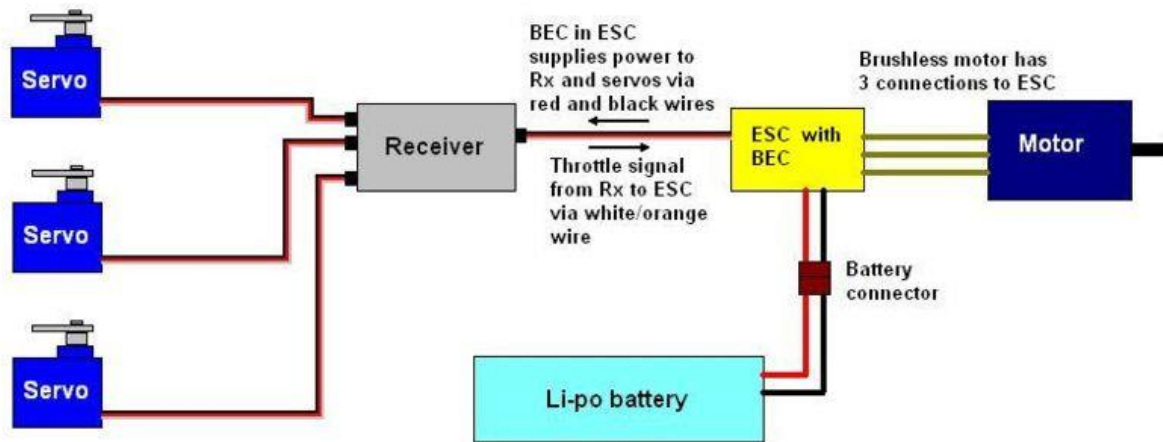 Servo
Servo
Servo
Receiver
BEC in ESC
supplies power to
Rx and servos via
red and black wires
Throttle signal
from Rx to ESC
via white/orange
wire
ESC with
BEC
Brushless motor has
3 connections to ESC
Motor
Battery
connector
Li-po battery